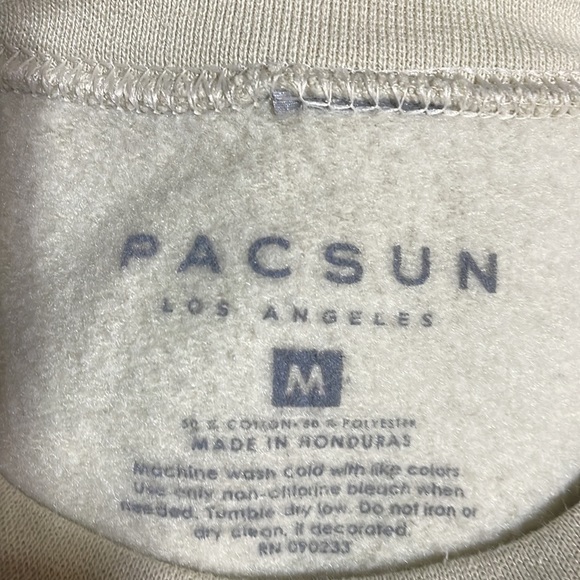 PACSUN
LOS ANGELES
M
50 % COTTON· 50 % POLYESTER
MADE IN HONDURAS
Machine wash cold with like colors.
Use only non-chlorine bleach when
needed. Tumble dry low. Do not iron or
dry clean, if decorated.
RN 090233